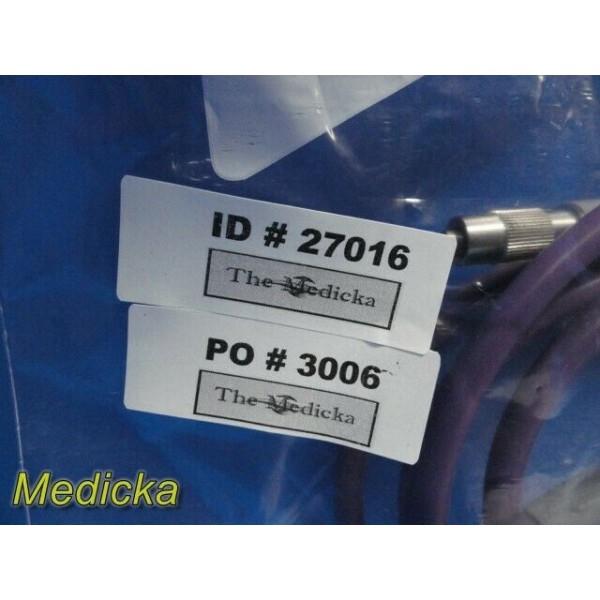 ID # 27016
The Medicka
PO # 3006
The Medicka
Medicka